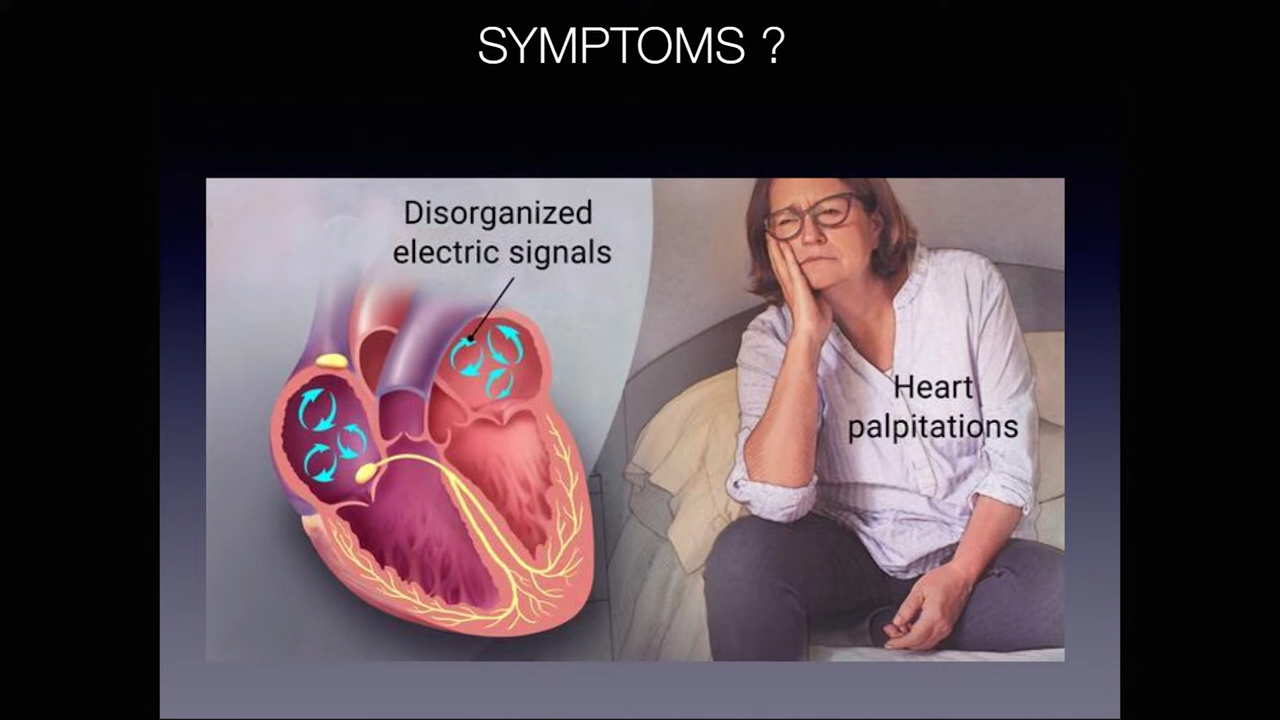 SYMPTOMS ?
Disorganized
electric signals
Heart
palpitations